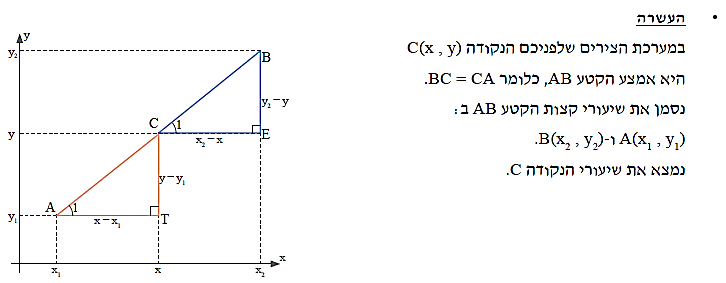 • העשרה
במערכת הצירים שלפניכם הנקודה C(x , y)
היא אמצע הקטע AB, כלומר BC = CA.
נסמן את שיעורי קצות הקטע AB ב:
A(x₁ , y₁) ו-B(x₂ , y₂).
נמצא את שיעורי הנקודה C.
y
y₂
B
y₂−y
C
1
y
E
x₂−x
y−y₁
A
1
y₁
T
x−x₁
x
x₁
x
x₂